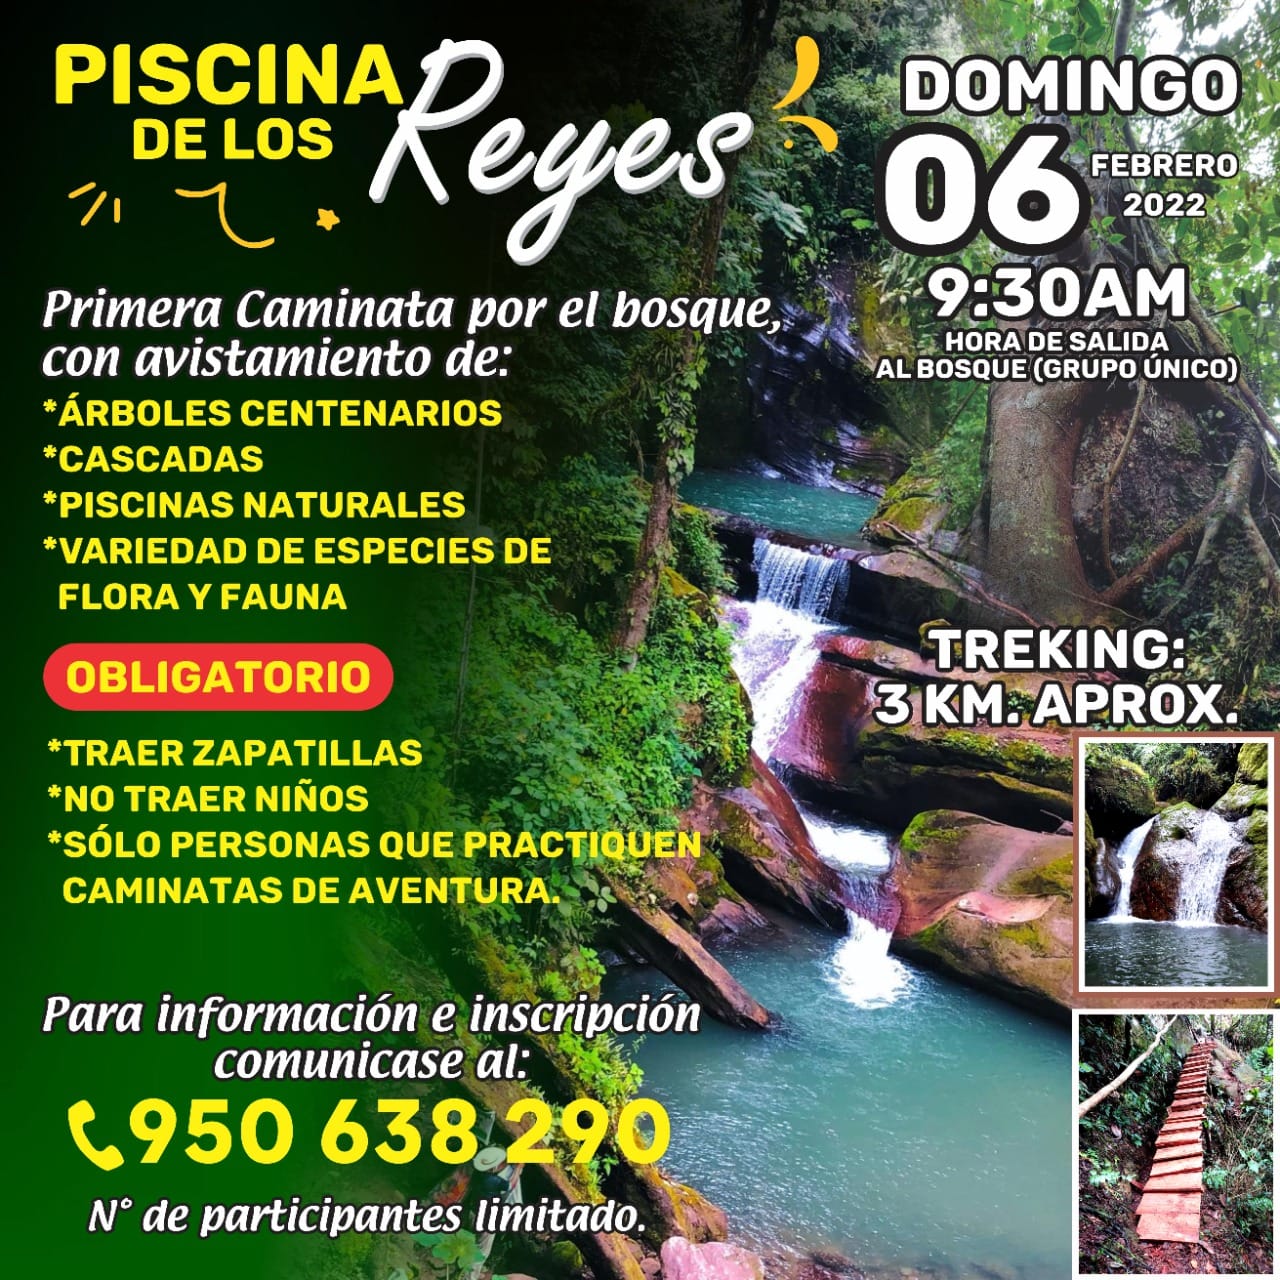 PISCINA
DE LOS
Reyes
DOMINGO
06
FEBRERO
2022
9:30AM
HORA DE SALIDA
AL BOSQUE (GRUPO ÚNICO)
Primera Caminata por el bosque,
con avistamiento de:
*ÁRBOLES CENTENARIOS
*CASCADAS
*PISCINAS NATURALES
*VARIEDAD DE ESPECIES DE
FLORA Y FAUNA
OBLIGATORIO
*TRAER ZAPATILLAS
*NO TRAER NIÑOS
*SÓLO PERSONAS QUE PRACTIQUEN
CAMINATAS DE AVENTURA.
TREKING:
3 KM. APROX.
Para información e inscripción
comunicase al:
950 638 290
N° de participantes limitado.